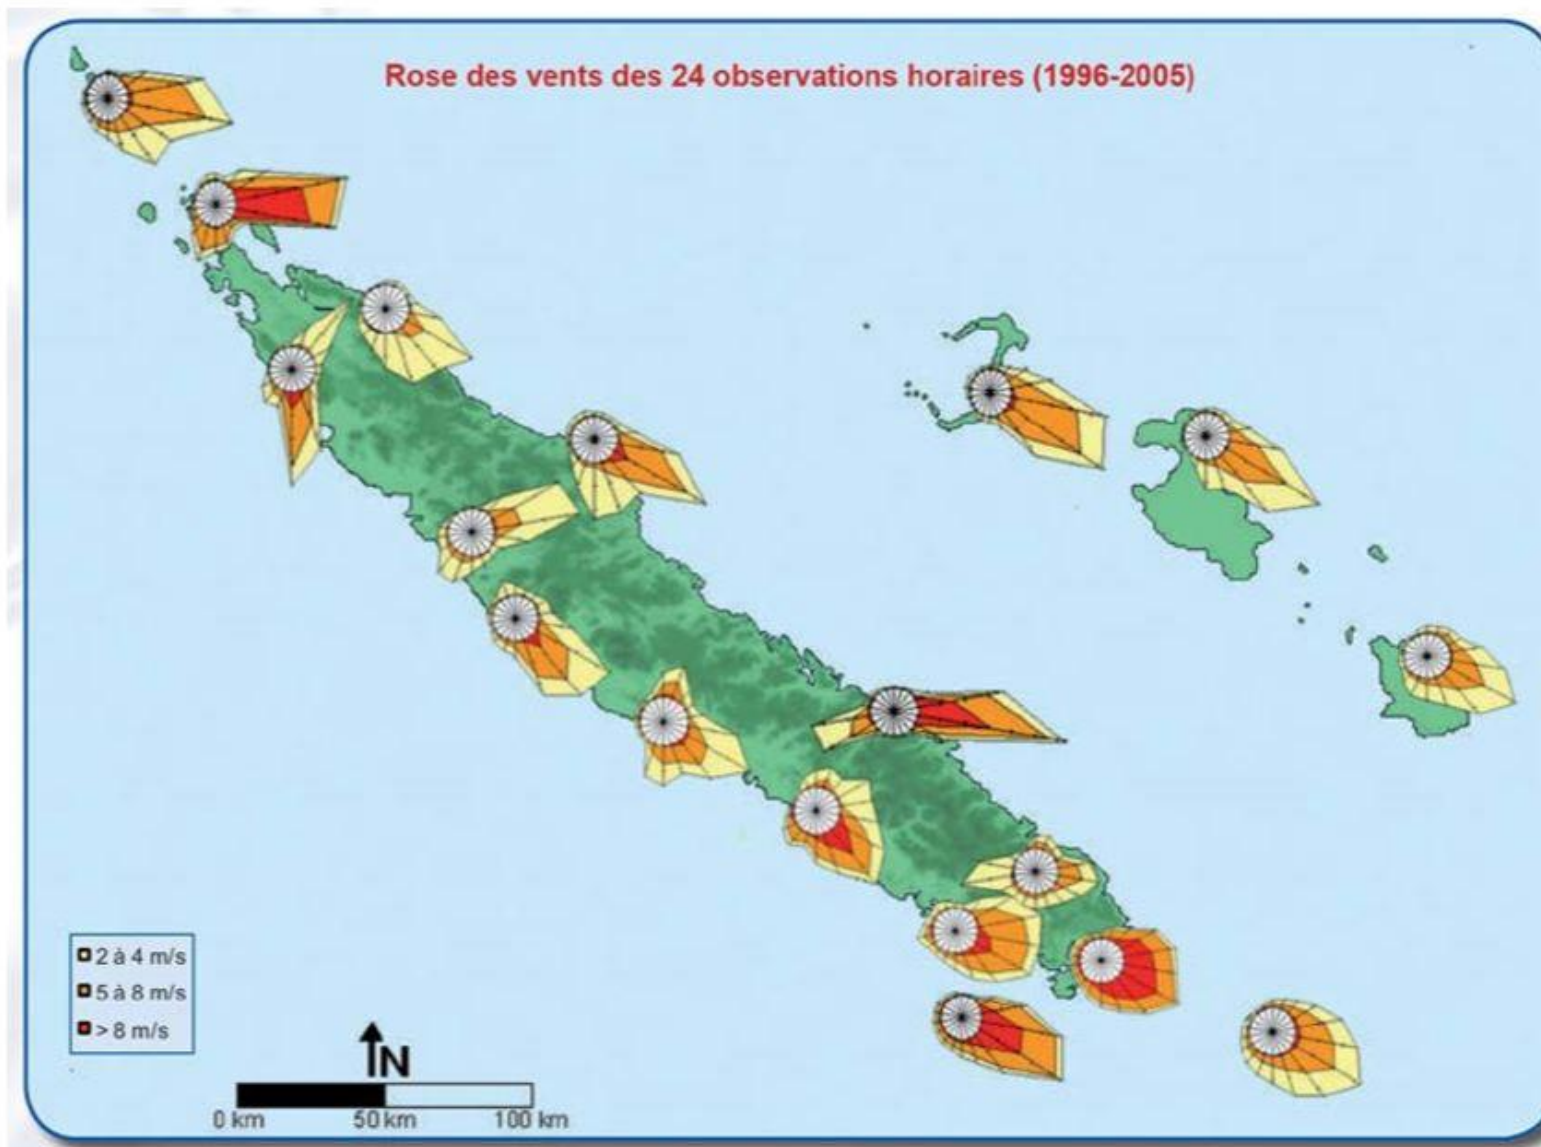 Rose des vents des 24 observations horaires (1996-2005)
2 à 4 m/s
5 à 8 m/s
> 8 m/s
N
0 km 50 km 100 km